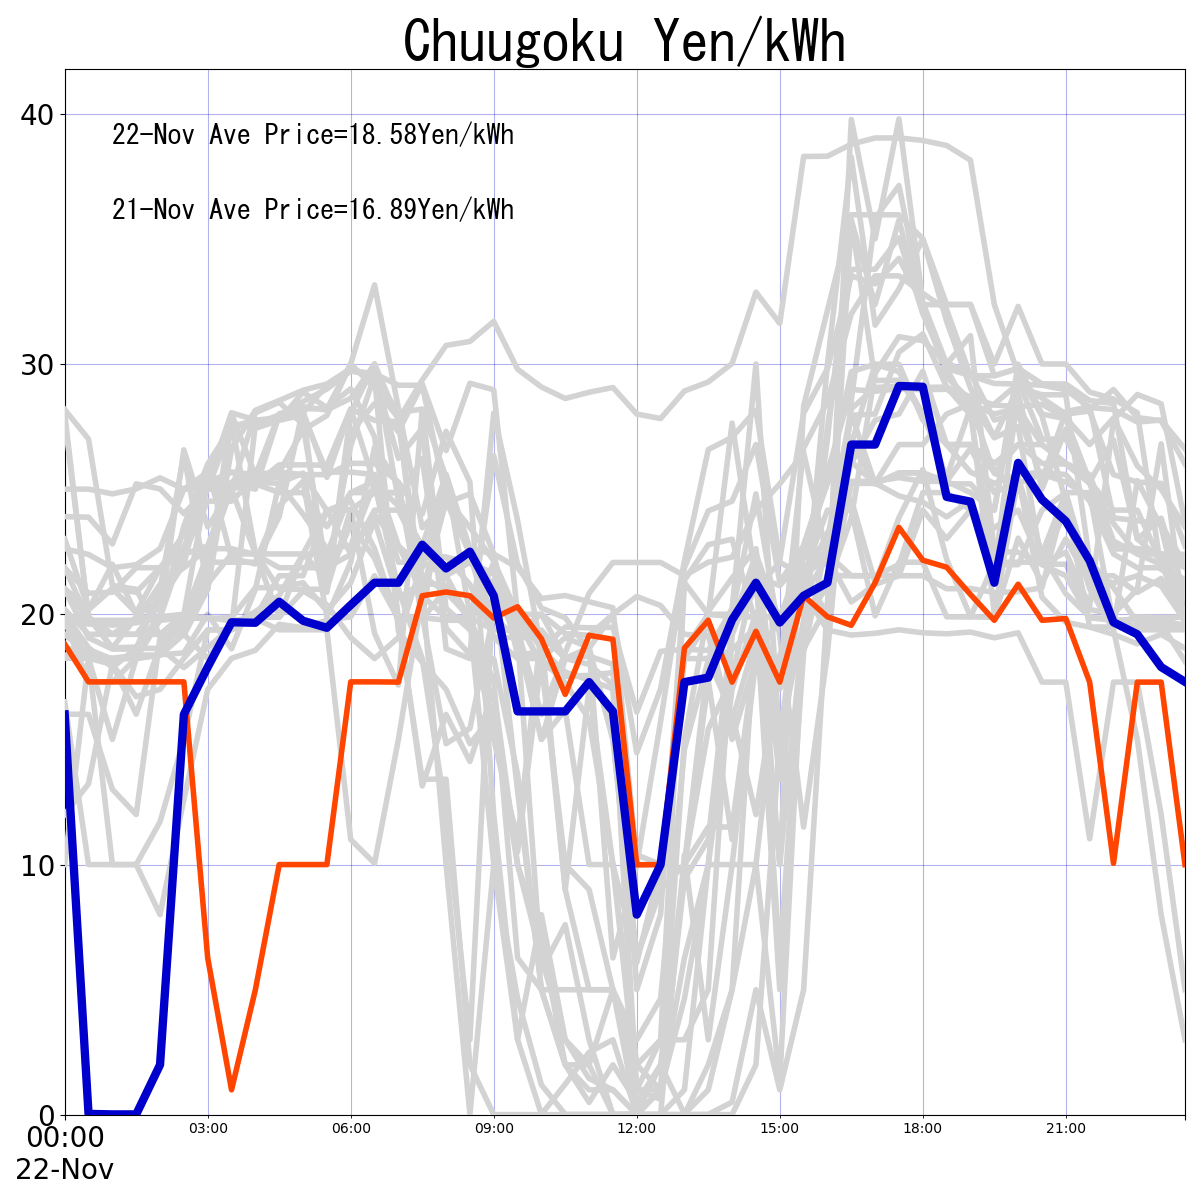 Chuugoku Yen/kWh
22-Nov Ave Price=18.58Yen/kWh
21-Nov Ave Price=16.89Yen/kWh
40
30
20
10
0
00:00 03:00 06:00 09:00 12:00 15:00 18:00 21:00
22-Nov